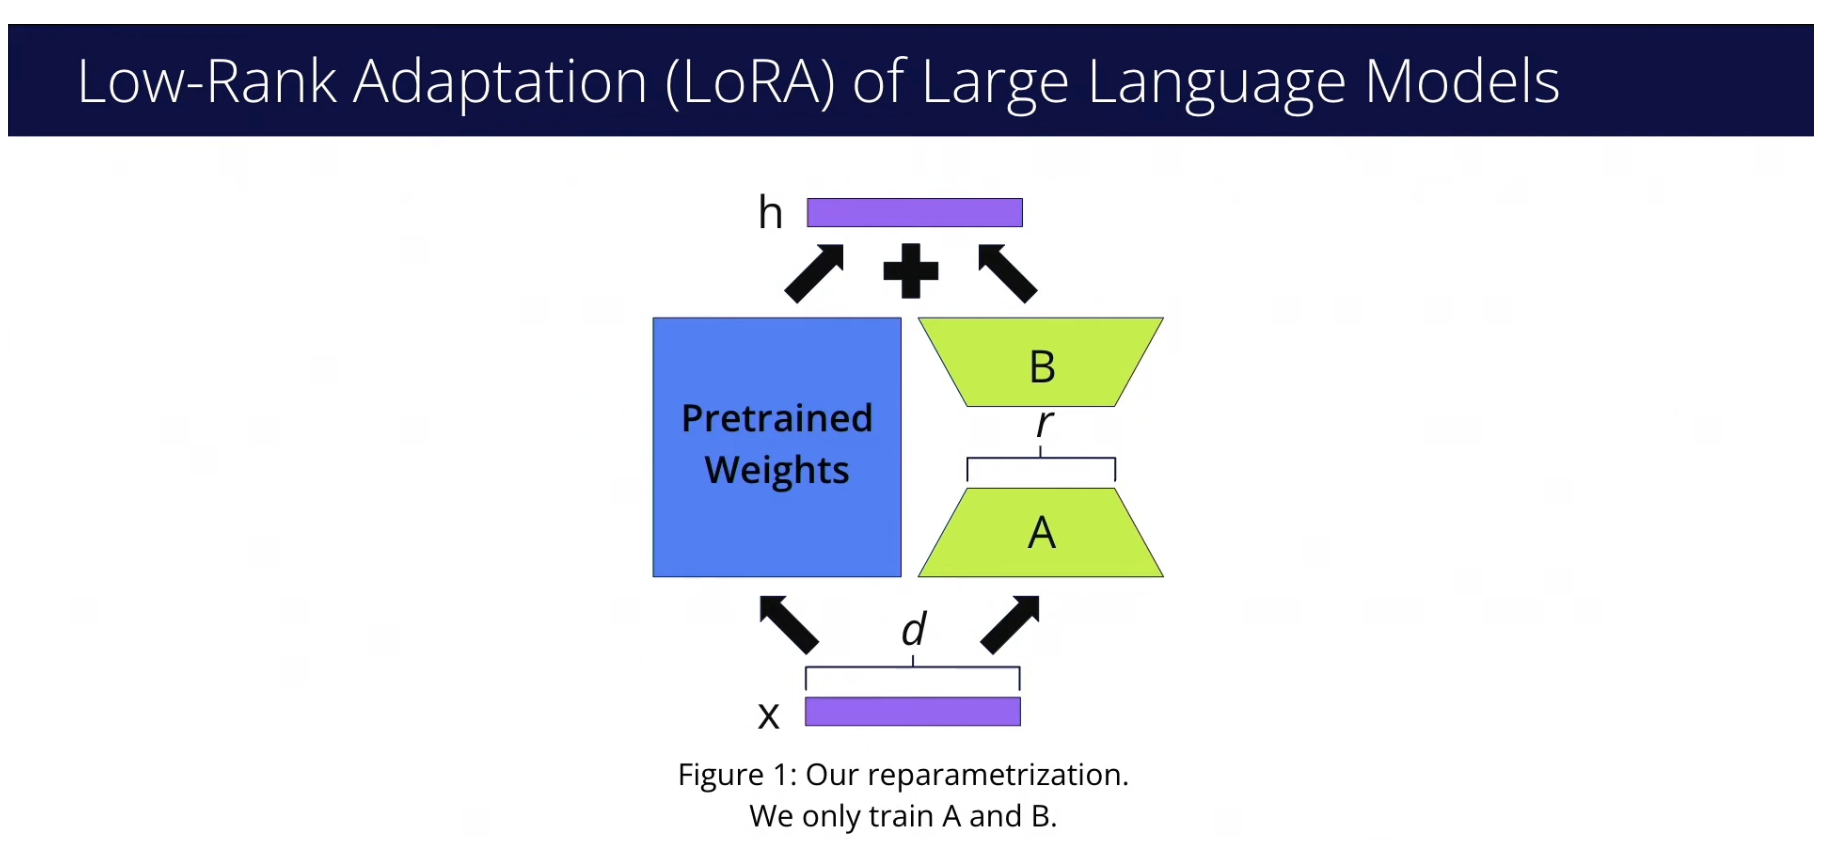 Low-Rank Adaptation (LoRA) of Large Language Models
h
Pretrained
Weights
B
r
A
d
x
Figure 1: Our reparametrization.
We only train A and B.